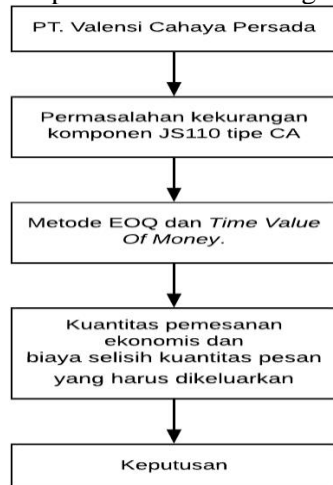 PT. Valensi Cahaya Persada
Permasalahan kekurangan
komponen JS110 tipe CA
Metode EOQ dan Time Value
Of Money.
Kuantitas pemesanan
ekonomis dan
biaya selisih kuantitas pesan
yang harus dikeluarkan
Keputusan